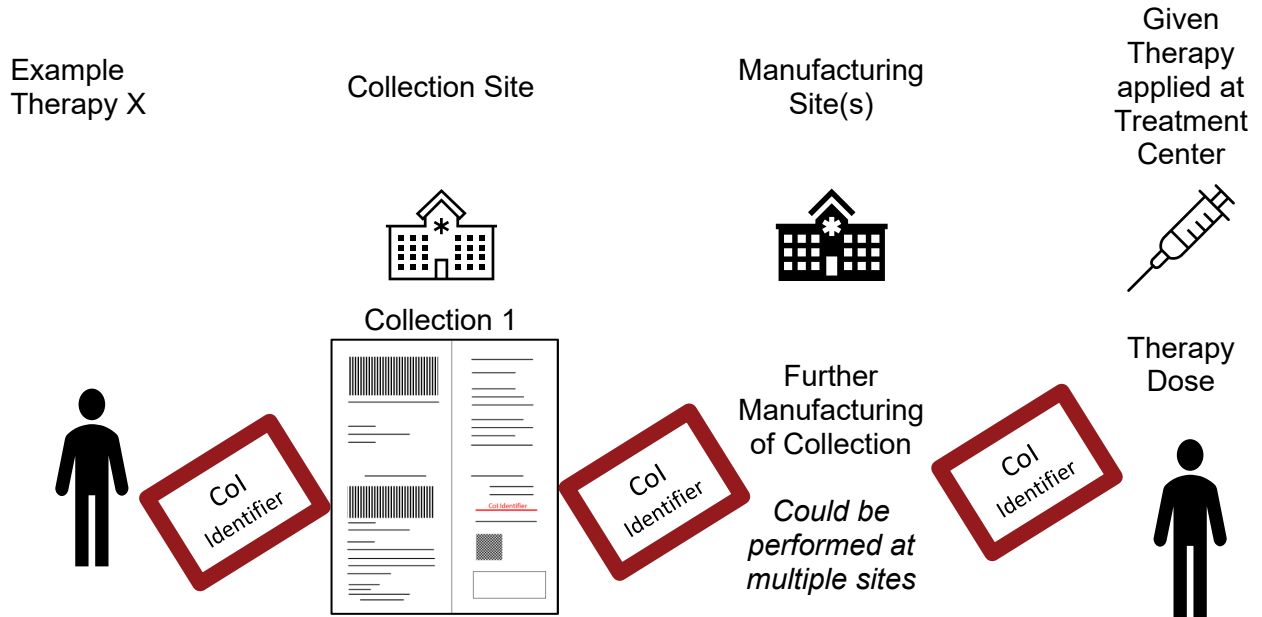 Example
Therapy X
Collection Site
Manufacturing
Site(s)
Given
Therapy
applied at
Treatment
Center
Collection 1
CoI Identifier
CoI
Identifier
CoI
Identifier
Further
Manufacturing
of Collection
Could be
performed at
multiple sites
CoI
Identifier
Therapy
Dose